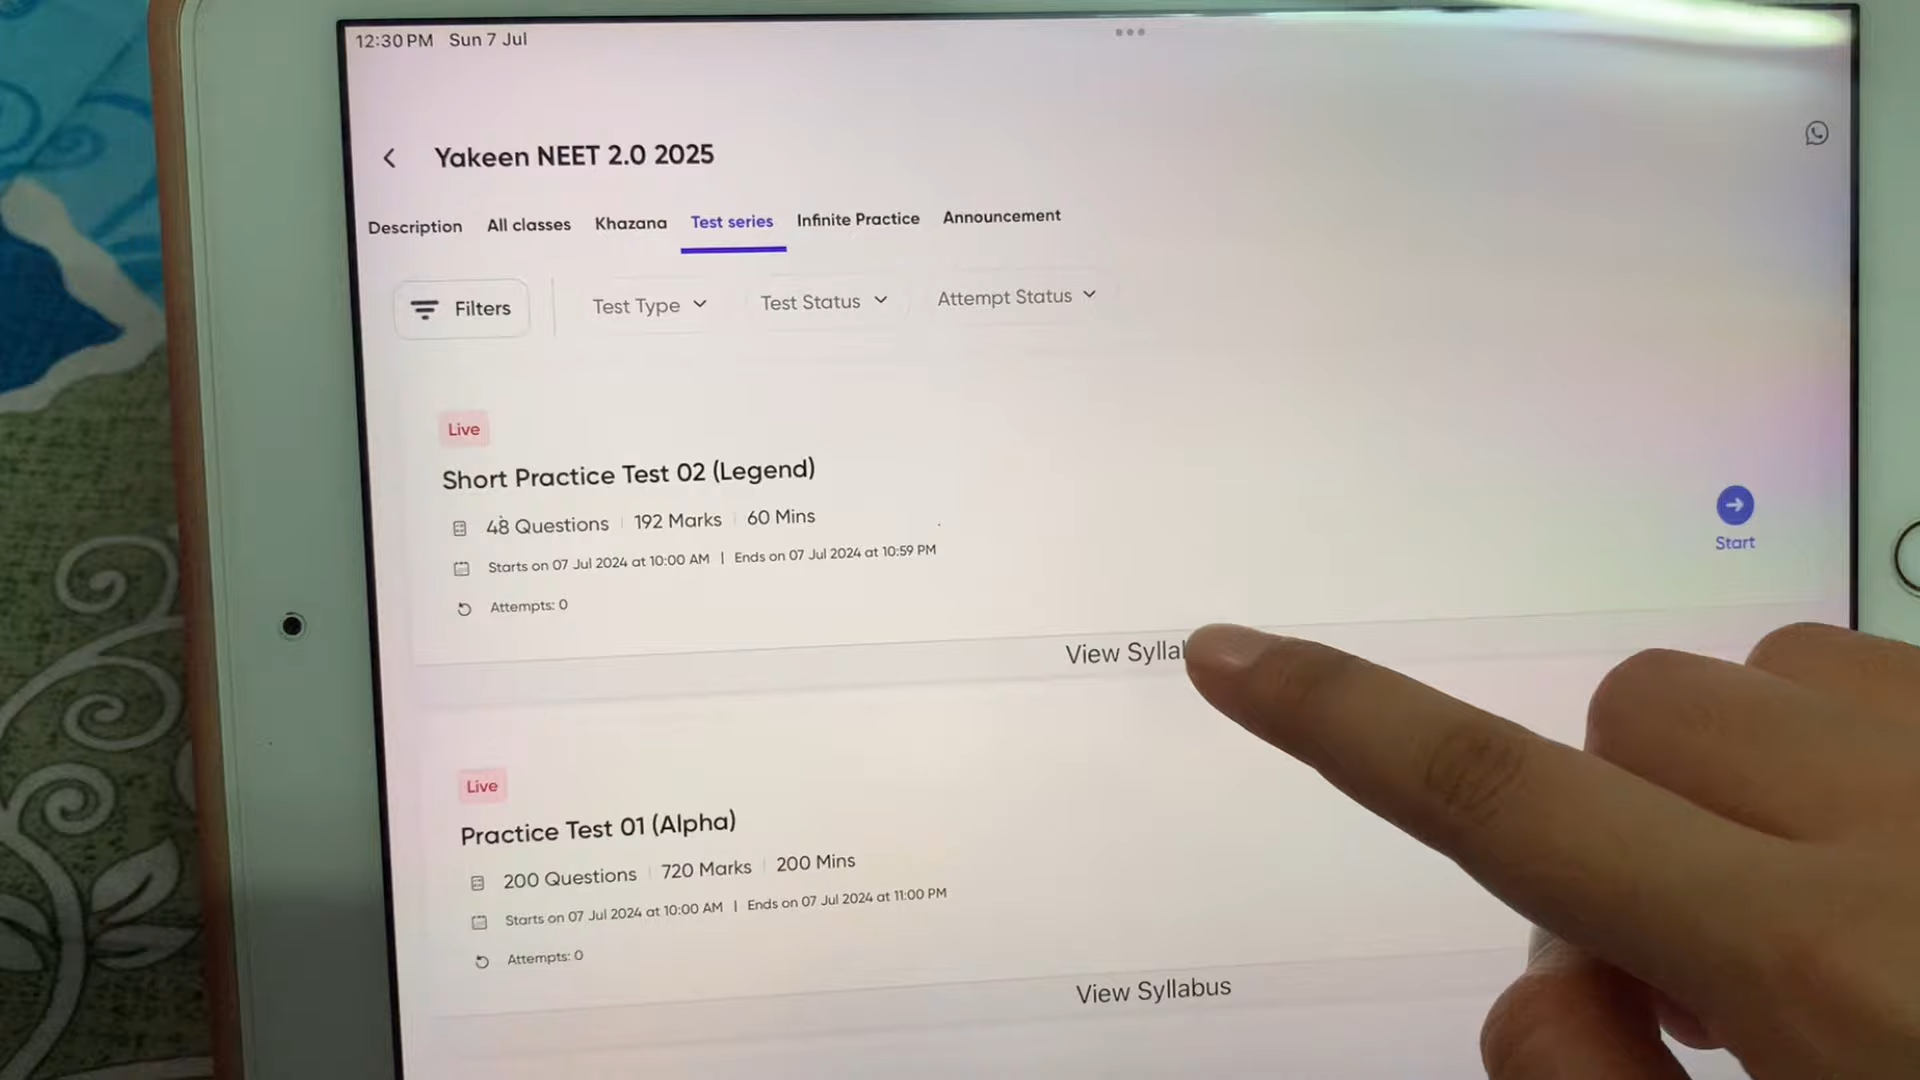 12:30 PM Sun 7 Jul
Yakeen NEET 2.0 2025
Description All classes Khazana Test series Infinite Practice Announcement
Filters Test Type Test Status Attempt Status
Live
Short Practice Test 02 (Legend)
48 Questions | 192 Marks | 60 Mins
Starts on 07 Jul 2024 at 10:00 AM | Ends on 07 Jul 2024 at 10:59 PM
Start
Attempts: 0
View Syllab
Live
Practice Test 01 (Alpha)
200 Questions | 720 Marks | 200 Mins
Starts on 07 Jul 2024 at 10:00 AM | Ends on 07 Jul 2024 at 11:00 PM
Attempts: 0
View Syllabus